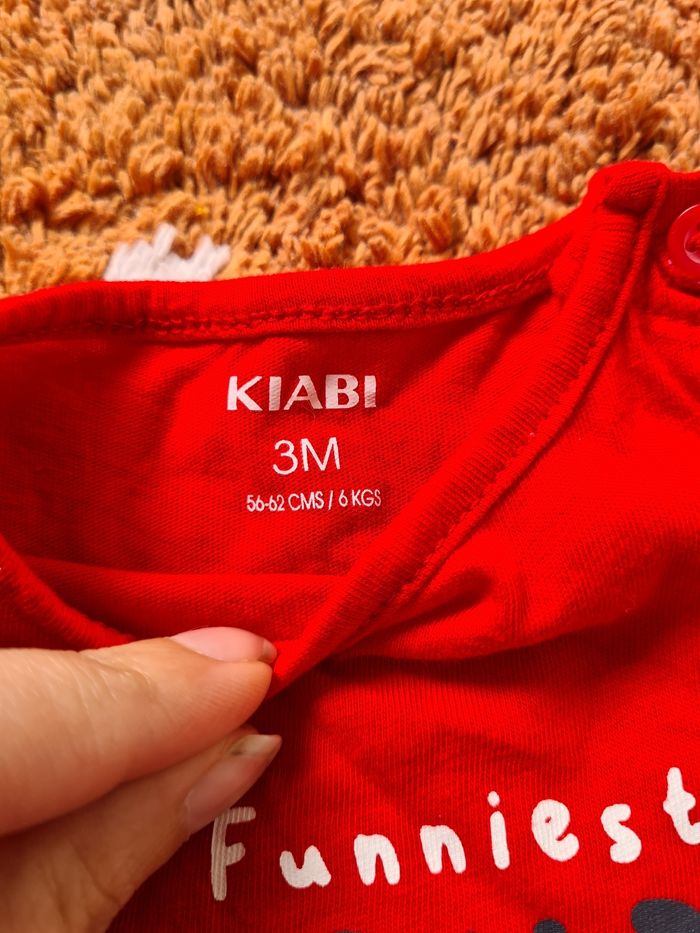 KIABI
3M
56-62 CMS / 6 KGS
Funniest